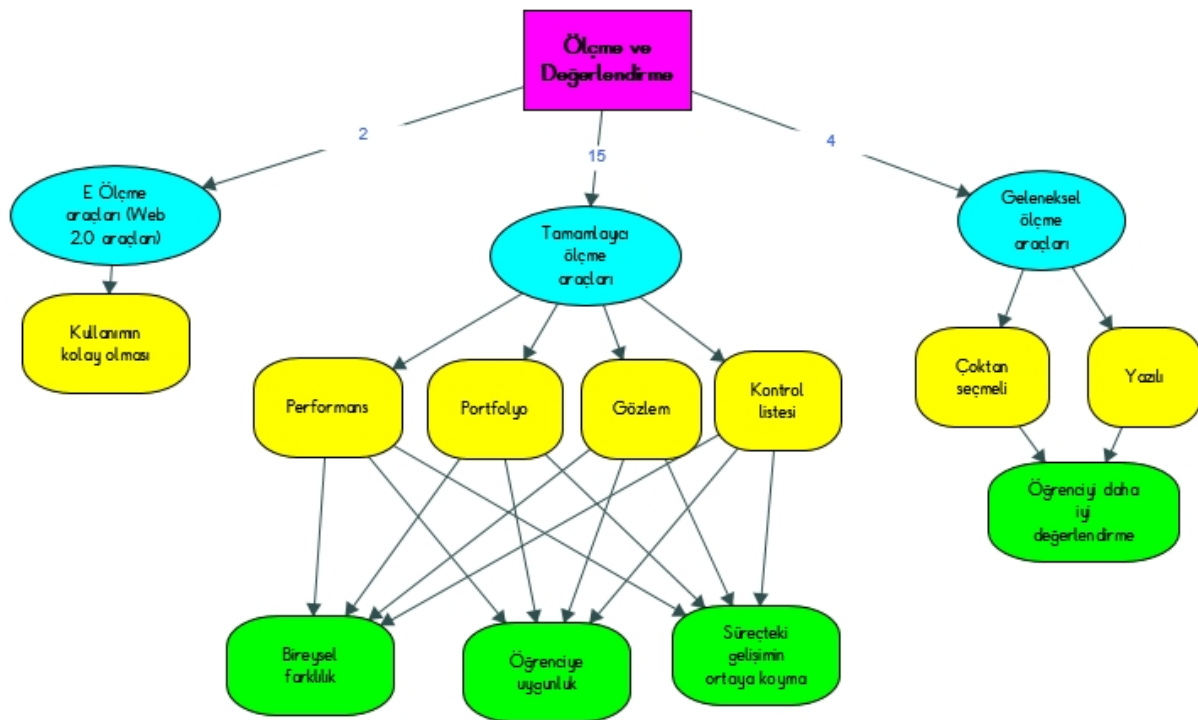 Ölçme ve
Değerlendirme
2
15
4
E Ölçme
araçları (Web
2.0 araçları)
Tamamlayıcı
ölçme
araçları
Geleneksel
ölçme
araçları
Kullanımın
kolay olması
Performans
Portfolyo
Gözlem
Kontrol
listesi
Çoktan
seçmeli
Yazılı
Öğrenciyi daha
iyi
değerlendirme
Bireysel
farklılık
Öğrenciye
uygunluk
Süreçteki
gelişimin
ortaya koyma